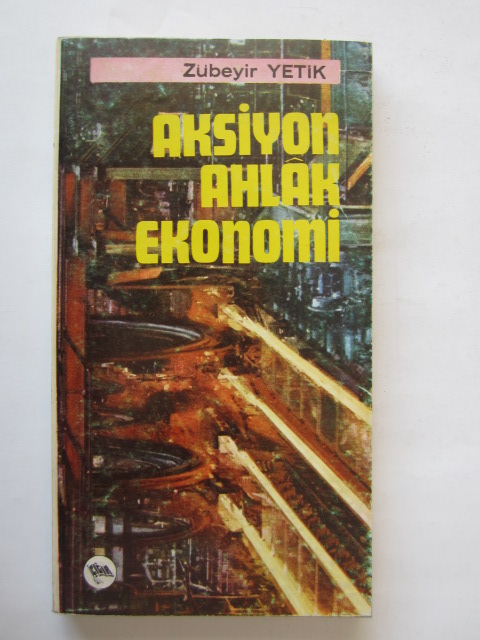 Zübeyir YETİK
AKSİYON
AHLÂK
EKONOMİ